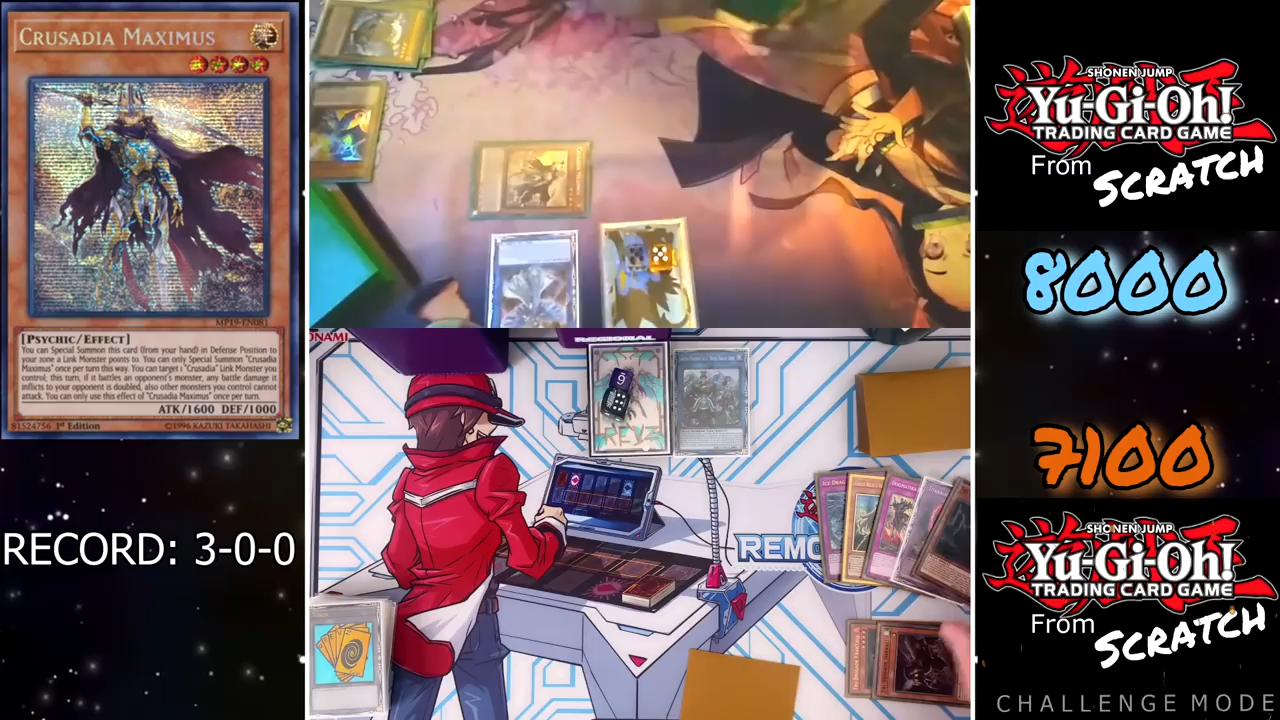 CRUSADIA MAXIMUS
MP19-EN081
[PSYCHIC/EFFECT]
You can Special Summon this card (from your hand) in Defense Position to
your zone a Link Monster points to. You can only Special Summon "Crusadia
Maximus" once per turn this way. You can target 1 "Crusadia" Link Monster you
control; this turn, if it battles an opponent's monster, any battle damage it
inflicts to your opponent is doubled, also other monsters you control cannot
attack. You can only use this effect of "Crusadia Maximus" once per turn.
ATK/1600 DEF/1000
81524756 1st Edition ©1996 KAZUKI TAKAHASHI
RECORD: 3-0-0
KONAMI
9
REYZ
REMO
ICE DRAG
SHONEN JUMP
Yu-Gi-Oh!
TRADING CARD GAME
From
SCRATCH
8000
7100
SHONEN JUMP
Yu-Gi-Oh!
TRADING CARD GAME
From
SCRATCH
CHALLENGE MODE